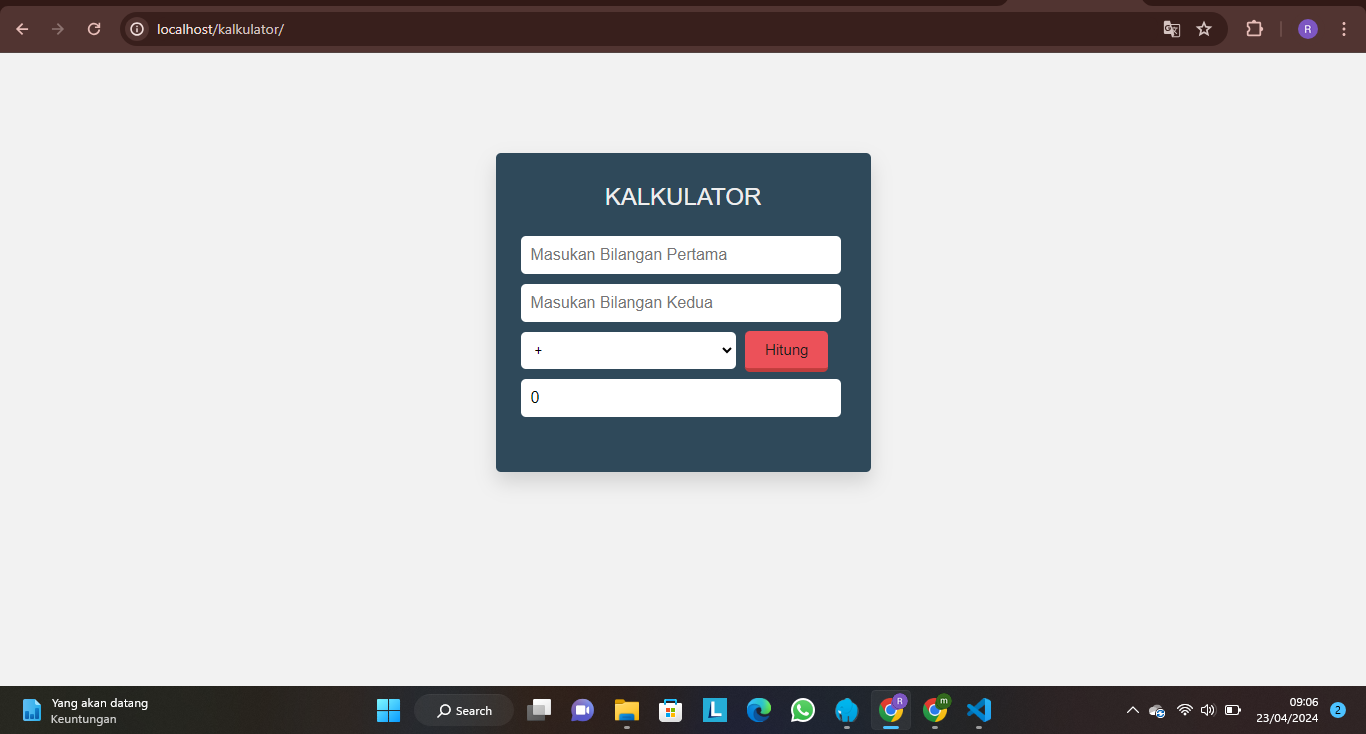 localhost/kalkulator/
R
KALKULATOR
Masukan Bilangan Pertama
Masukan Bilangan Kedua
+
Hitung
0
Yang akan datang
Keuntungan
Search
L
R
m
09:06
23/04/2024
2